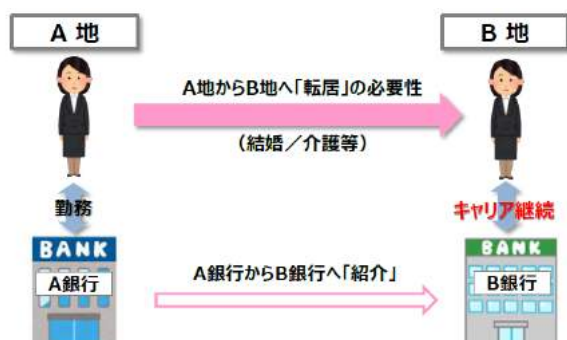 A 地
B 地
A地からB地へ「転居」の必要性
(結婚／介護等)
勤務
キャリア継続
BANK
A銀行
A銀行からB銀行へ「紹介」
BANK
B銀行